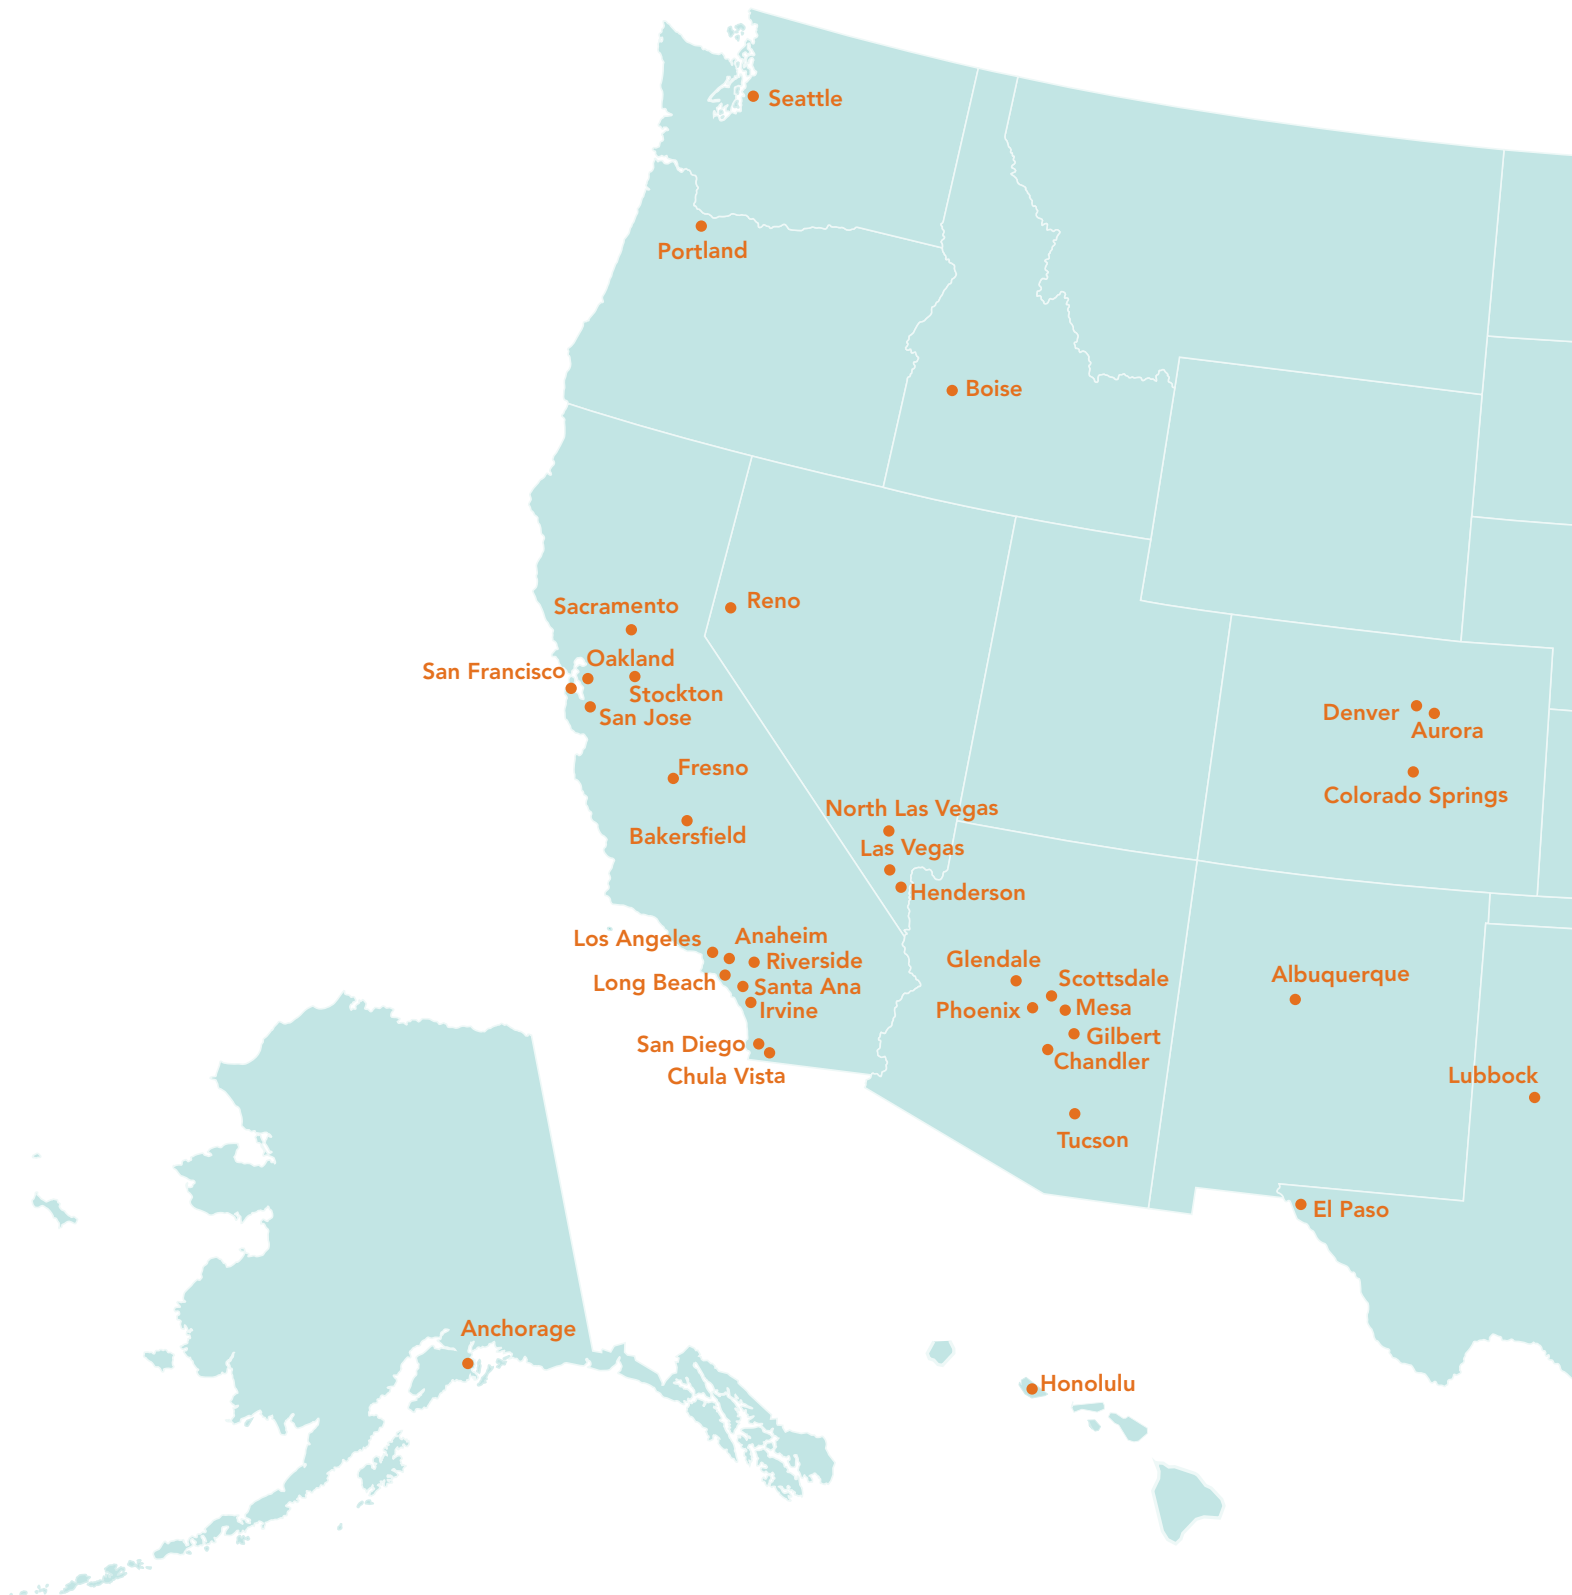 Seattle
Portland
Boise
Reno
Sacramento
Oakland
San Francisco
Stockton
San Jose
Denver
Aurora
Fresno
Colorado Springs
North Las Vegas
Bakersfield
Las Vegas
Henderson
Los Angeles
Anaheim
Riverside
Glendale
Albuquerque
Long Beach
Santa Ana
Scottsdale
Irvine
Phoenix
Mesa
San Diego
Gilbert
Chandler
Chula Vista
Lubbock
Tucson
El Paso
Anchorage
Honolulu